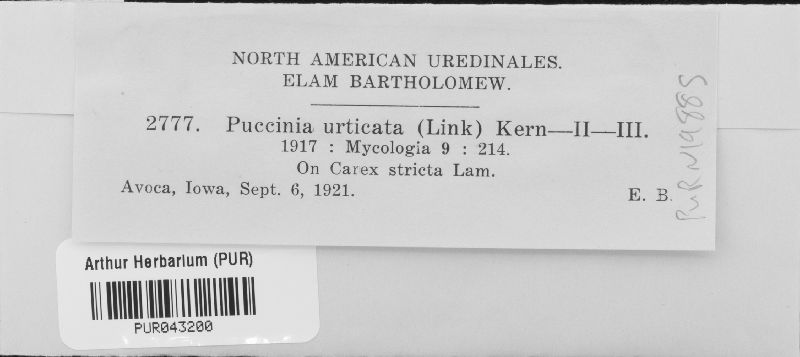 NORTH AMERICAN UREDINALES.
ELAM BARTHOLOMEW.
2777. Puccinia urticata (Link) Kern—II—III.
1917 : Mycologia 9 : 214.
On Carex stricta Lam.
Avoca, Iowa, Sept. 6, 1921. E. B.
PUR N19885
Arthur Herbarium (PUR)
PUR043200